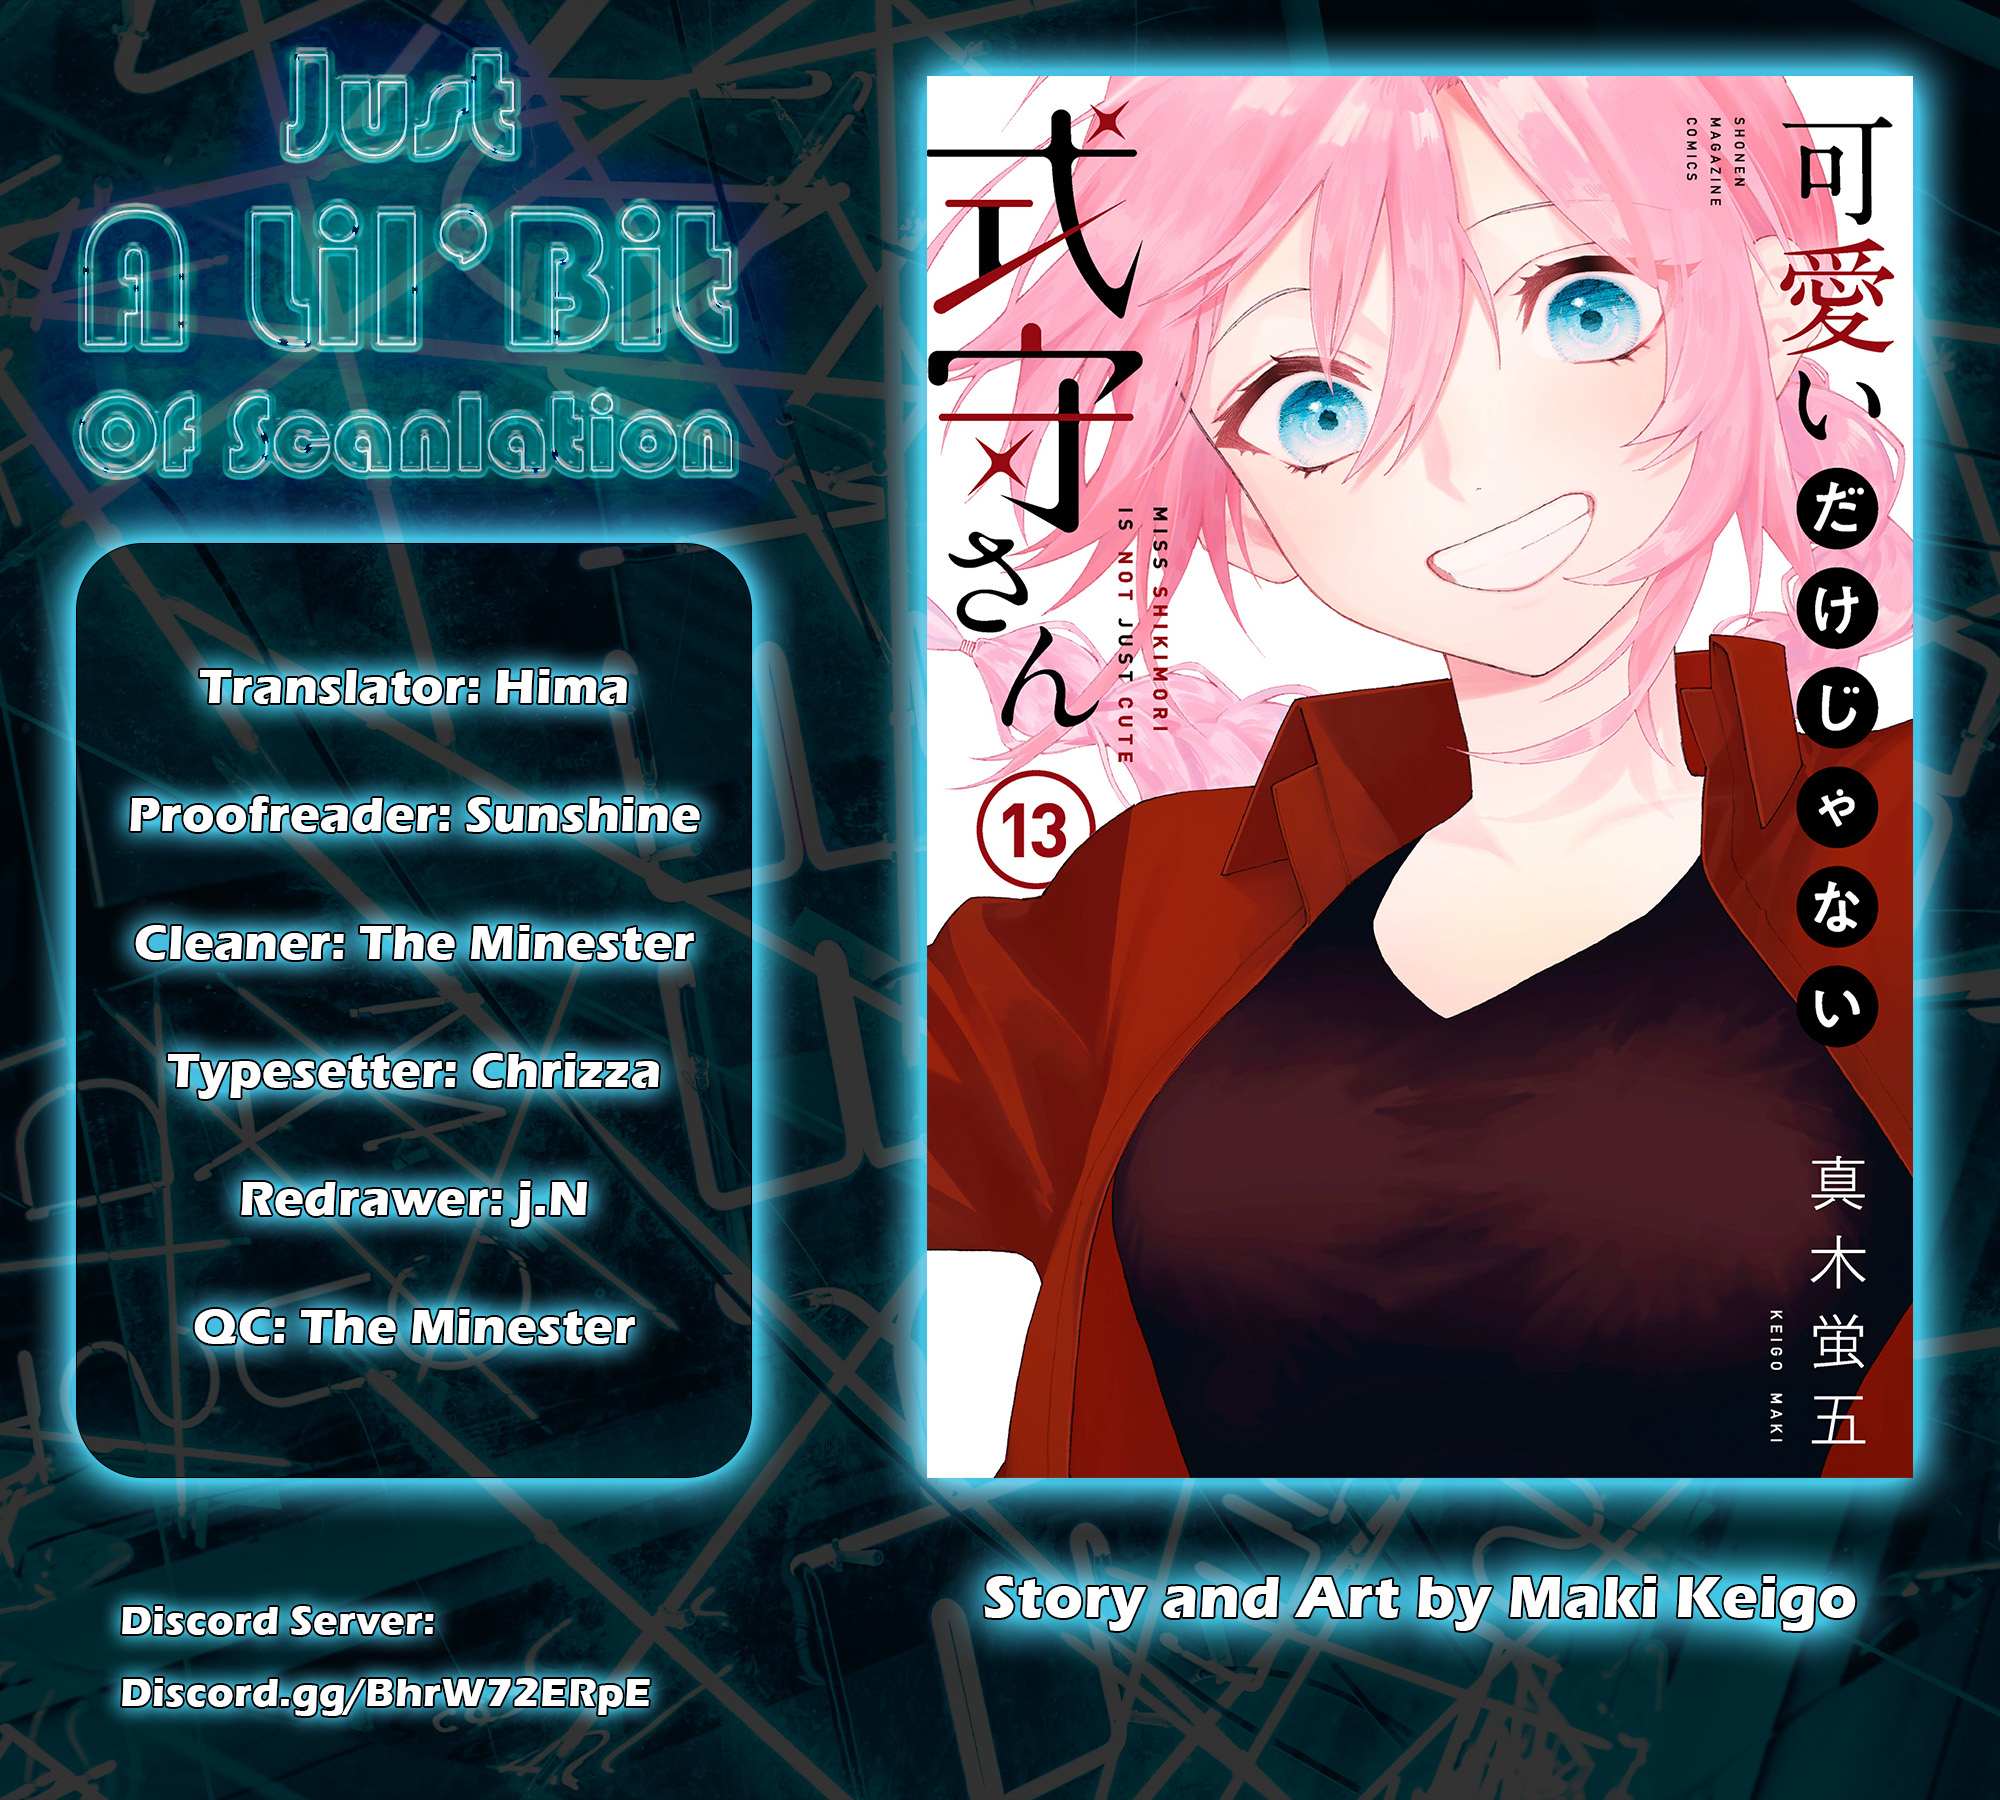 Just
A Lil' Bit
Of Scanlation
Translator: Hima
Proofreader: Sunshine
Cleaner: The Minester
Typesetter: Chrizza
Redrawer: j.N
QC: The Minester
Discord Server:
Discord.gg/BhrW72ERpE
可愛いだけじゃない
式守さん
SHONEN
MAGAZINE
COMICS
MISS SHIKIMORI
IS NOT JUST CUTE
13
真木蛍五
KEIGO MAKI
Story and Art by Maki Keigo